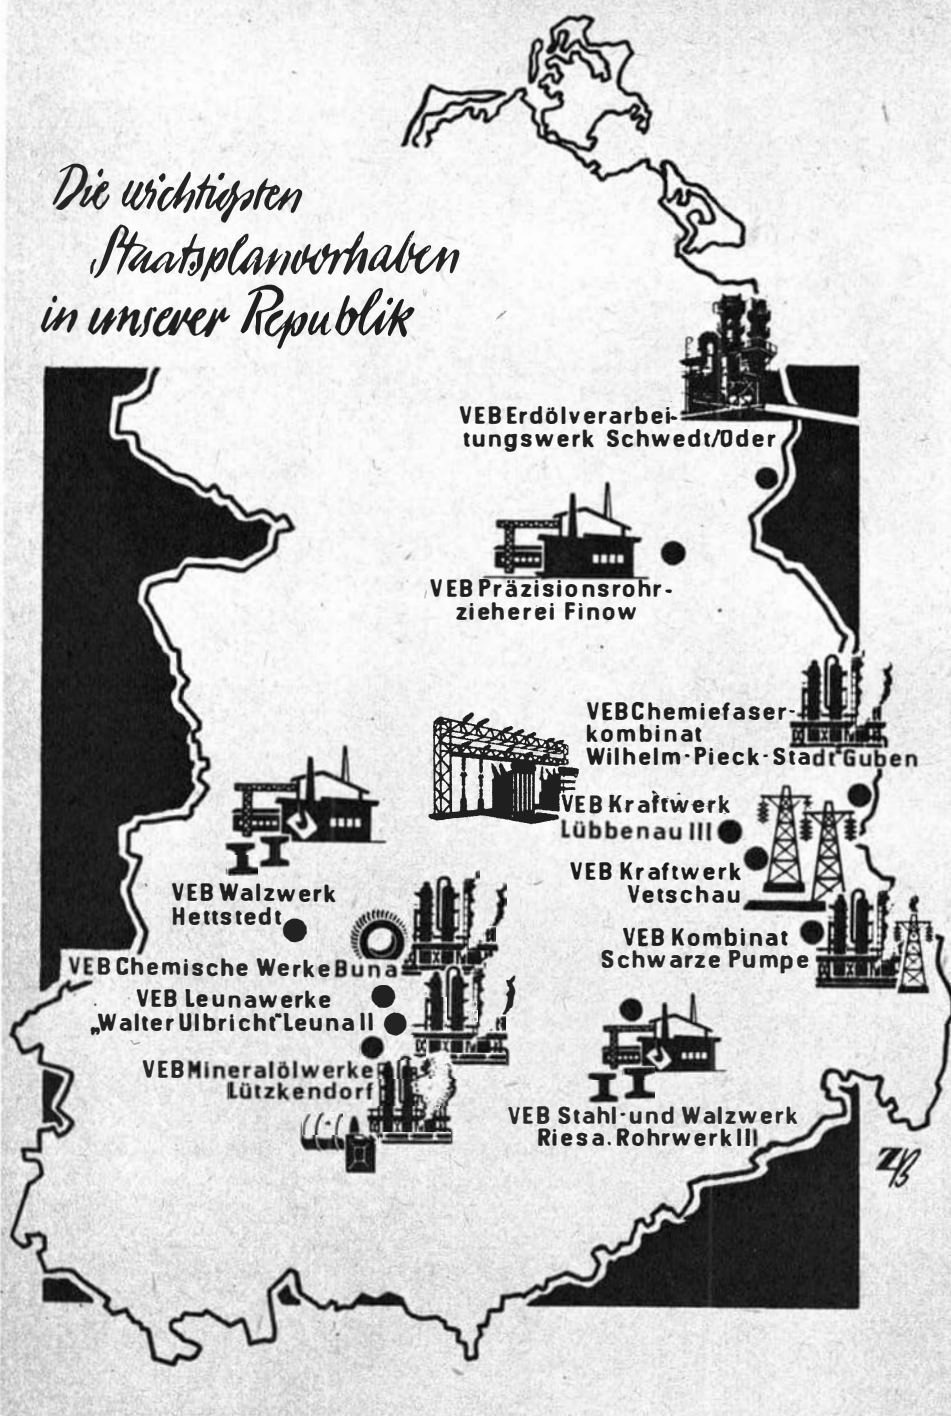 Die wichtigsten
Staatsplanvorhaben
in unserer Republik
VEB Erdölverarbei-
tungswerk Schwedt/Oder
VEB Präzisionsrohr-
zieherei Finow
VEB Chemiefaser-
kombinat
Wilhelm-Pieck-Stadt Guben
VEB Kraftwerk
Lübbenau III
VEB Kraftwerk
Vetschau
VEB Walzwerk
Hettstedt
VEB Kombinat
Schwarze Pumpe
VEB Chemische Werke Buna
VEB Leunawerke
„Walter Ulbricht" Leuna II
VEB Mineralölwerke
Lützkendorf
VEB Stahl- und Walzwerk
Riesa. Rohrwerk III
ZB